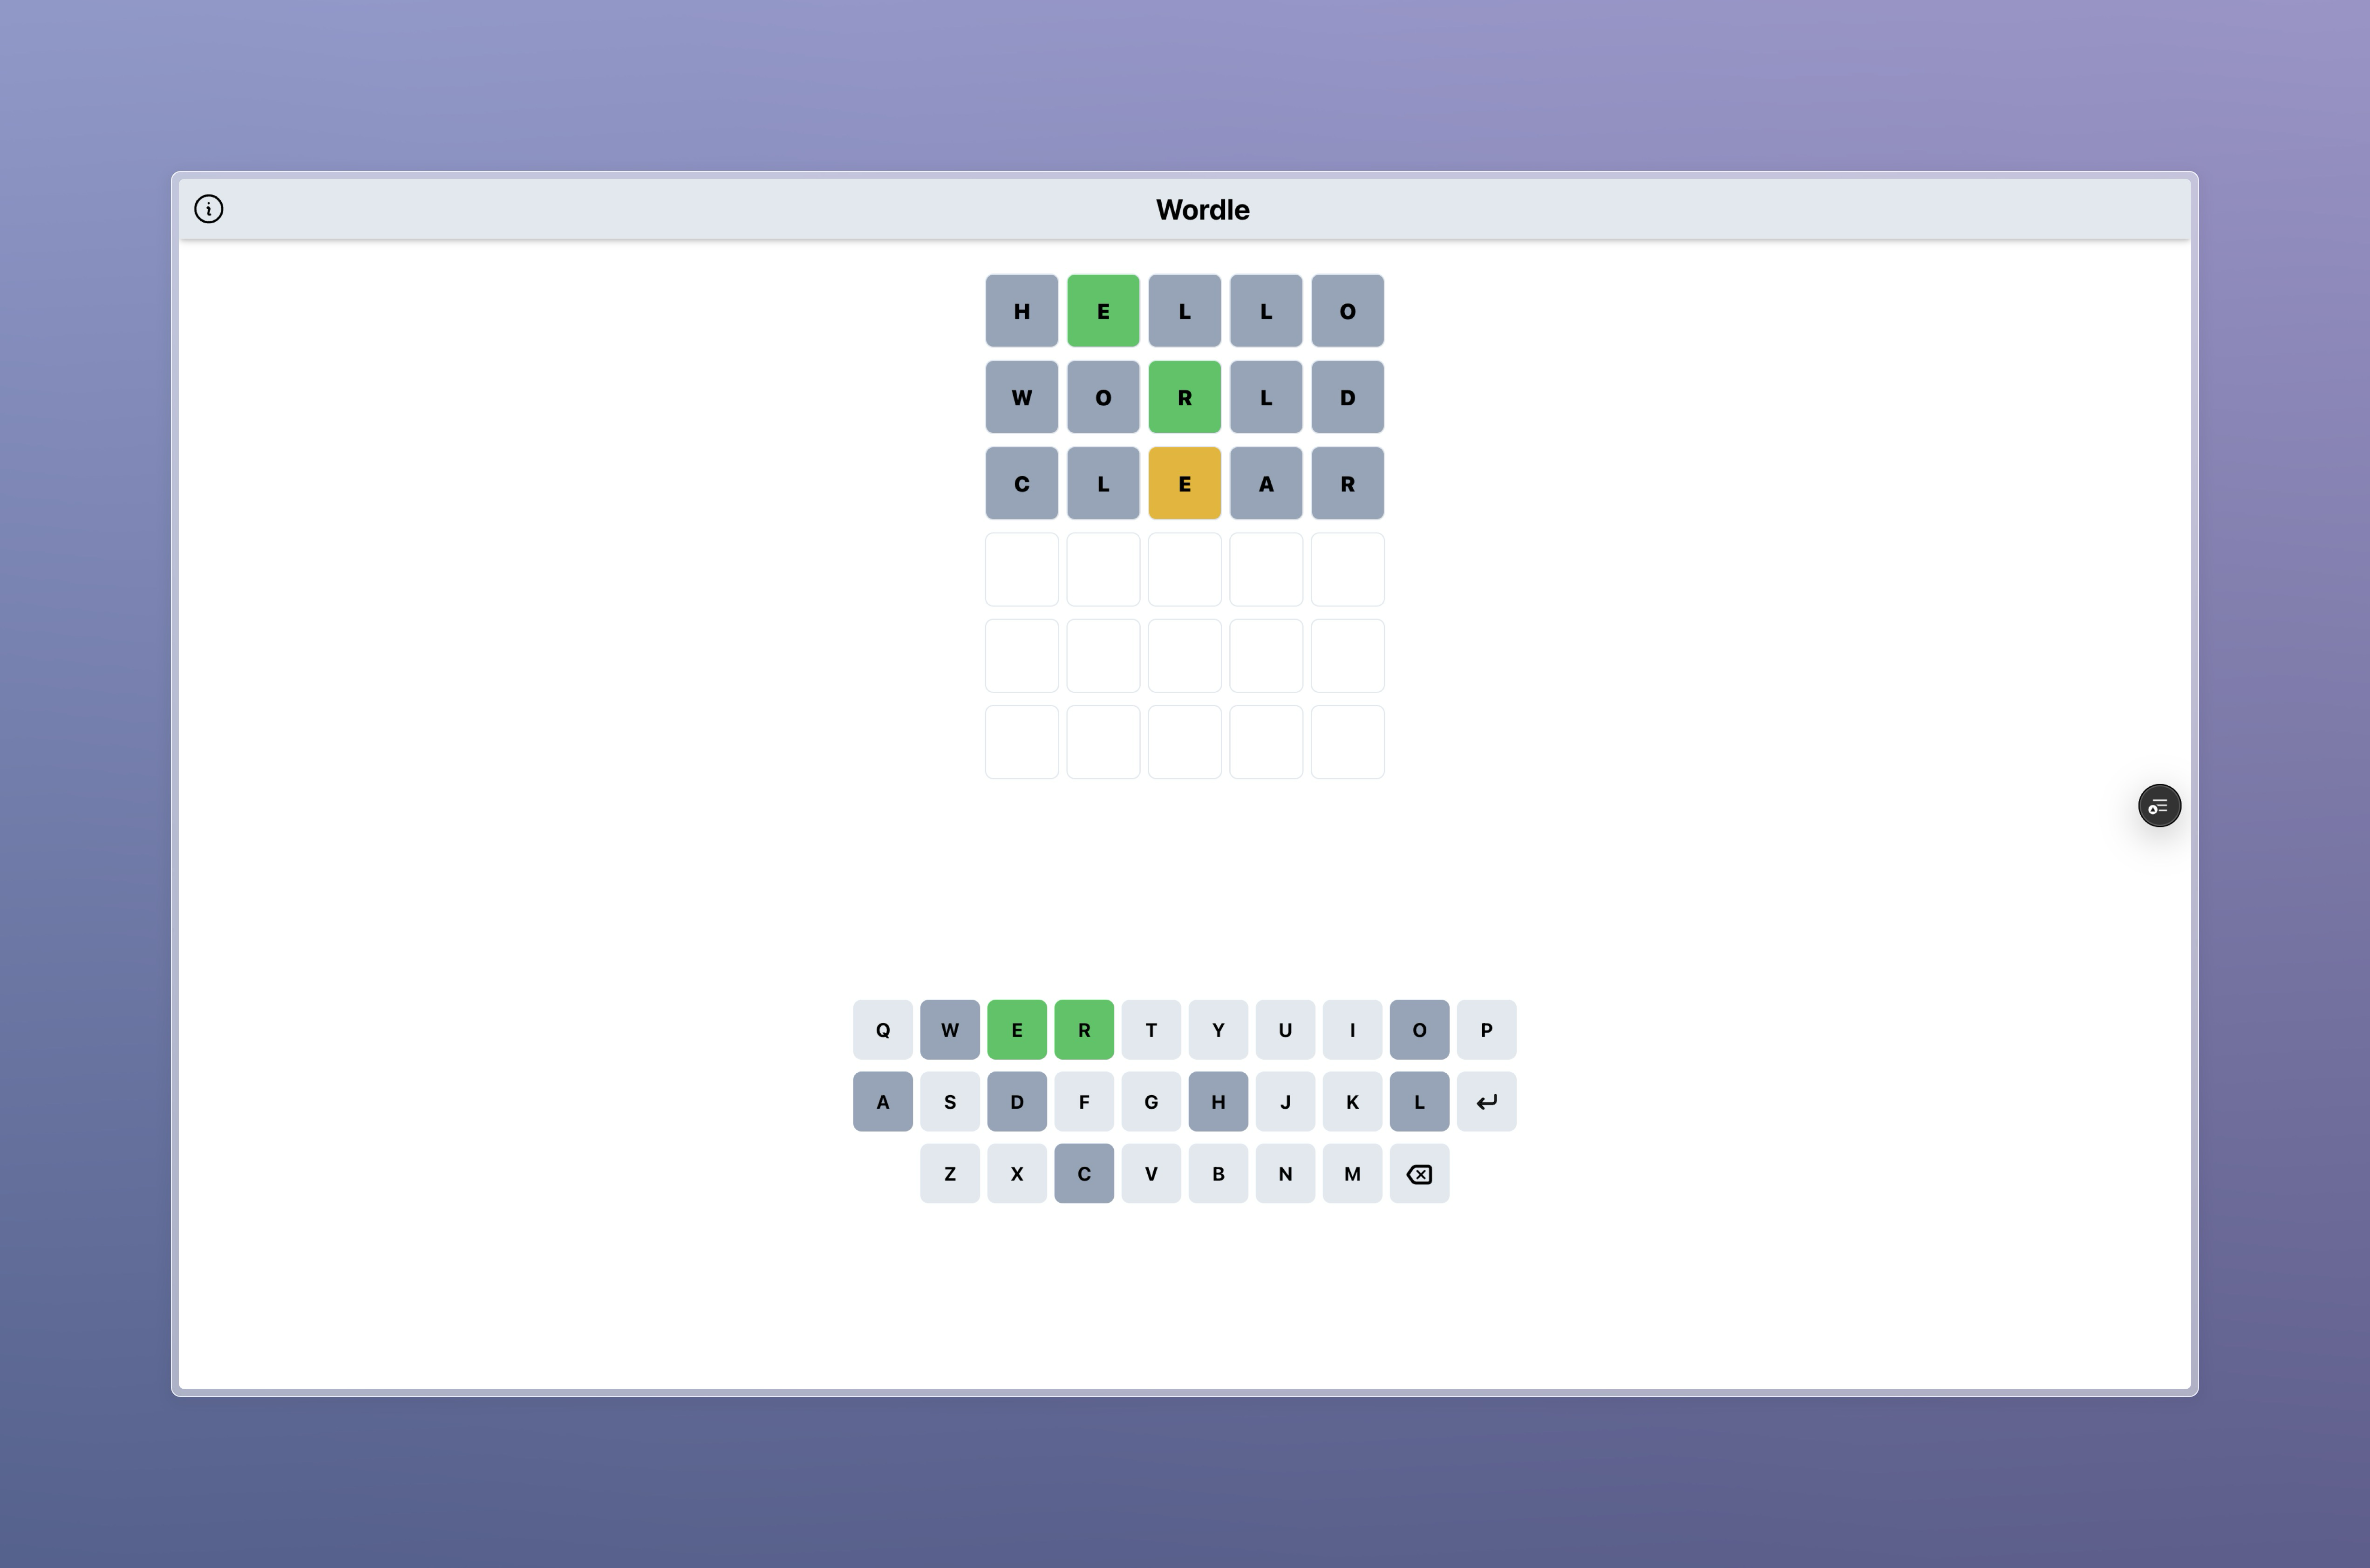 Wordle
H E L L O
W O R L D
C L E A R
Q W E R T Y U I O P
A S D F G H J K L
Z X C V B N M